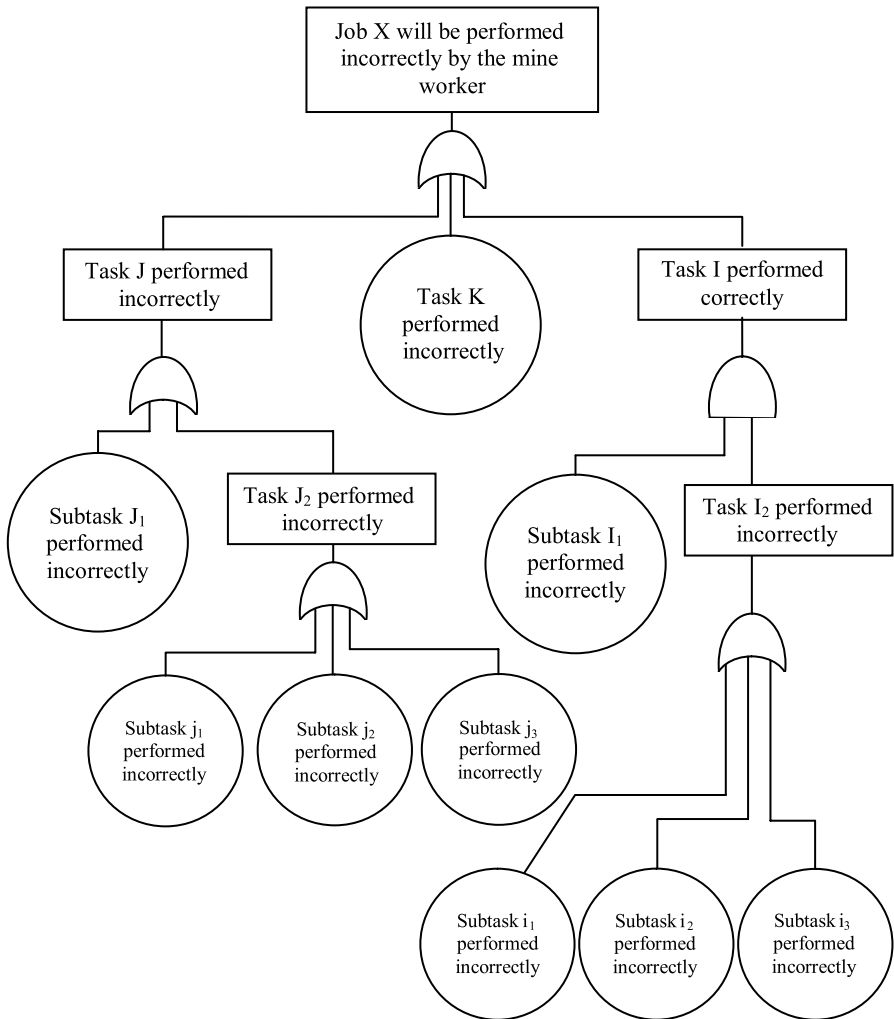 Job X will be performed
incorrectly by the mine
worker
Task J performed
incorrectly
Task K
performed
incorrectly
Task I performed
correctly
Subtask J₁
performed
incorrectly
Task J₂ performed
incorrectly
Subtask I₁
performed
incorrectly
Task I₂ performed
incorrectly
Subtask j₁
performed
incorrectly
Subtask j₂
performed
incorrectly
Subtask j₃
performed
incorrectly
Subtask i₁
performed
incorrectly
Subtask i₂
performed
incorrectly
Subtask i₃
performed
incorrectly